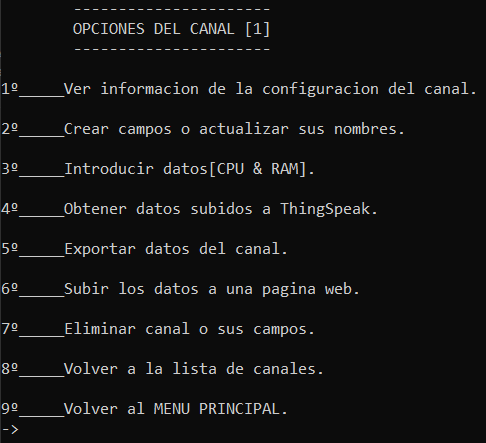 ----------------------
OPCIONES DEL CANAL [1]
----------------------
1º_____Ver informacion de la configuracion del canal.
2º_____Crear campos o actualizar sus nombres.
3º_____Introducir datos[CPU & RAM].
4º_____Obtener datos subidos a ThingSpeak.
5º_____Exportar datos del canal.
6º_____Subir los datos a una pagina web.
7º_____Eliminar canal o sus campos.
8º_____Volver a la lista de canales.
9º_____Volver al MENU PRINCIPAL.
->